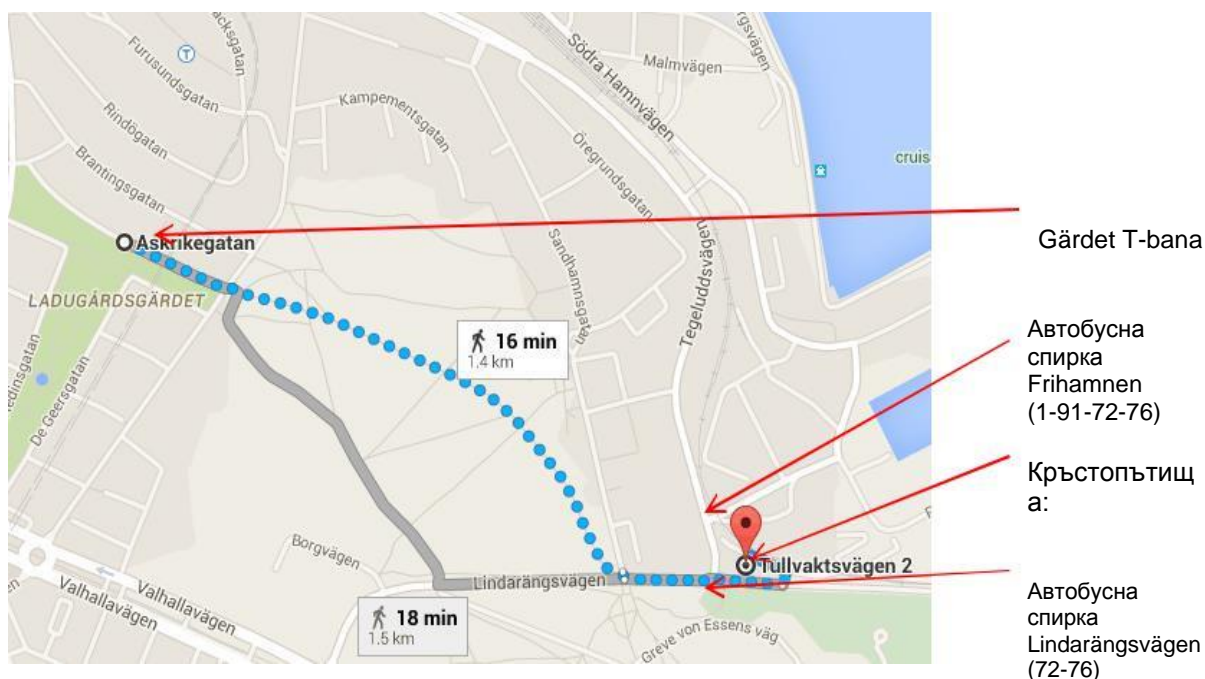 Furusundsgatan
T
Rindögatan
Brantingsgatan
Askrikegatan
LADUGÅRDSGÄRDET
De Geersgatan
Kampementsgatan
Södra Hamnvägen
Malmvägen
Öregrundsgatan
Sandhamnsgatan
Tegeluddsvägen
cruis
16 min
1.4 km
Borgvägen
Lindarängsvägen
Tullvaktsvägen 2
Valhallavägen
Valhallavägen
18 min
1.5 km
Greve von Essens väg
Gärdet T-bana
Автобусна
спирка
Frihamnen
(1-91-72-76)
Кръстопътищ
а:
Автобусна
спирка
Lindarängsvägen
(72-76)